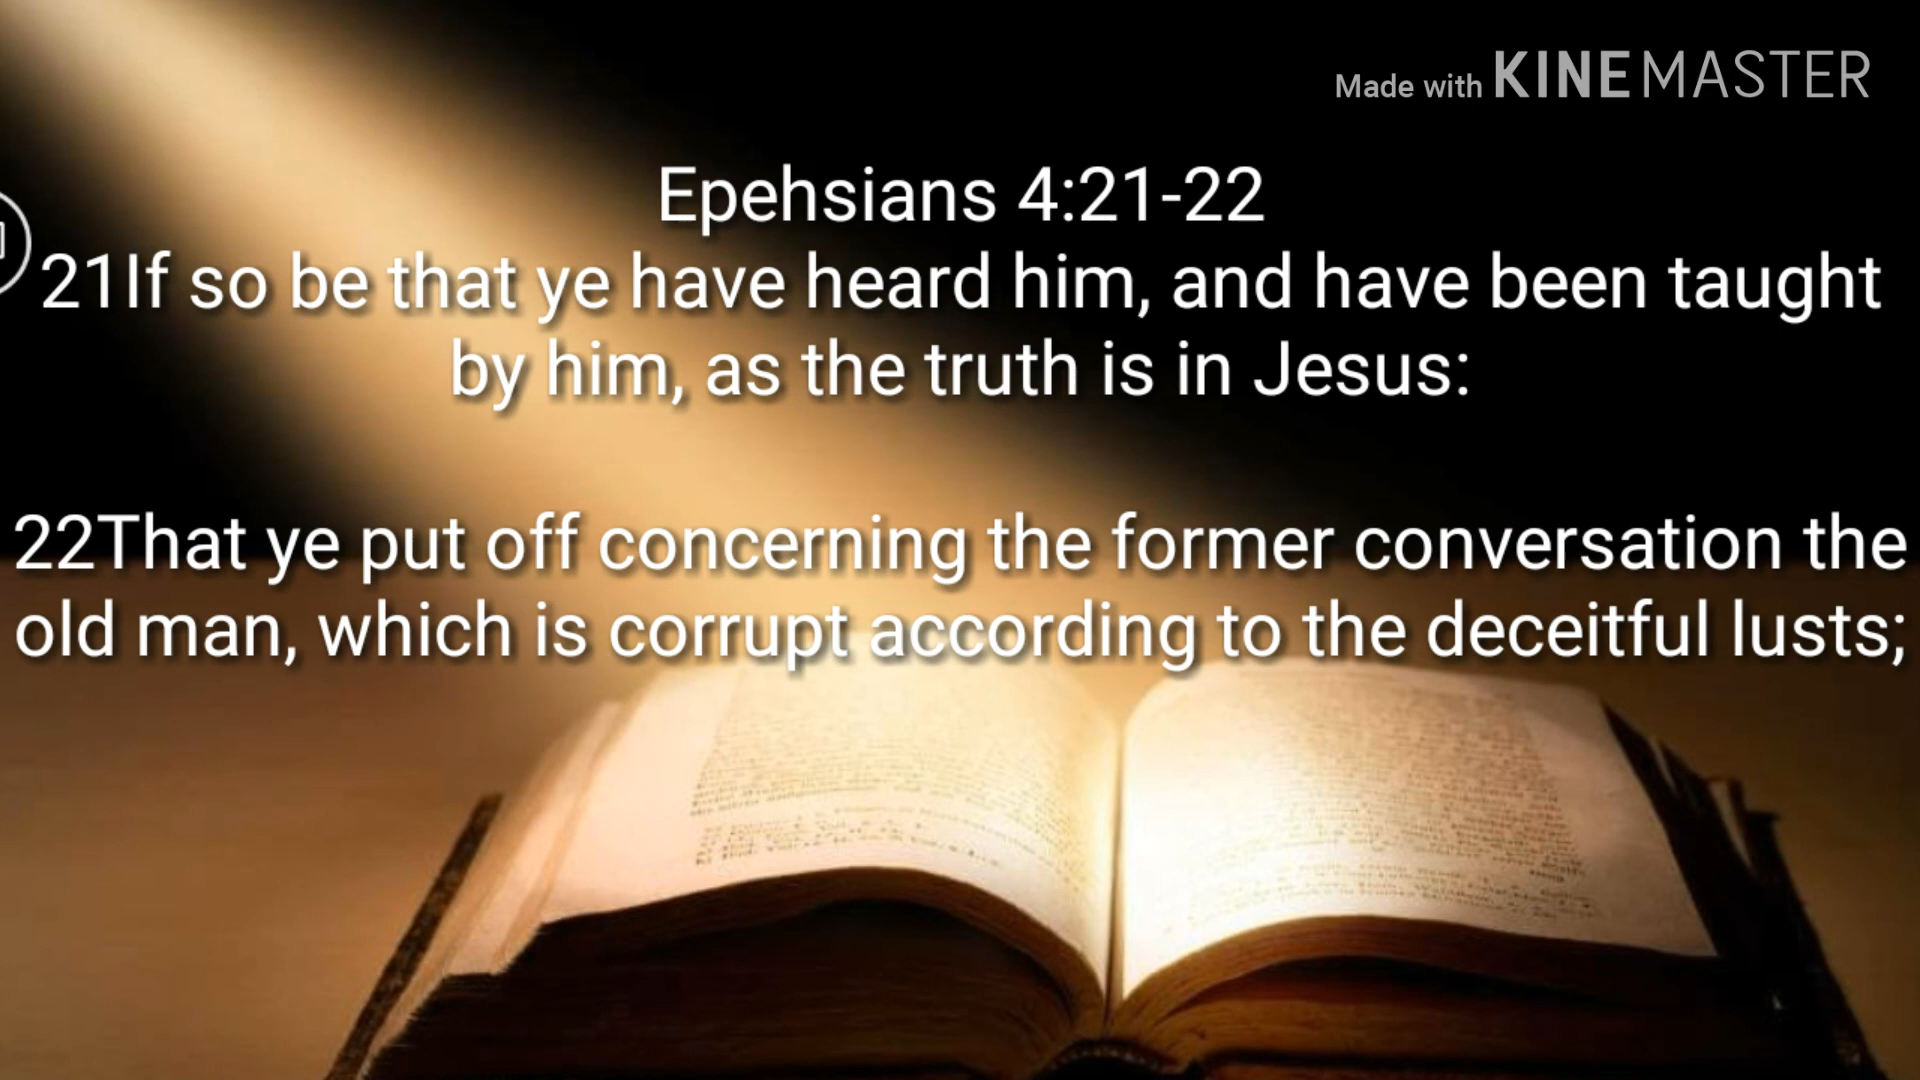 Made with KINEMASTER
Epehsians 4:21-22
21If so be that ye have heard him, and have been taught
by him, as the truth is in Jesus:
22That ye put off concerning the former conversation the
old man, which is corrupt according to the deceitful lusts;